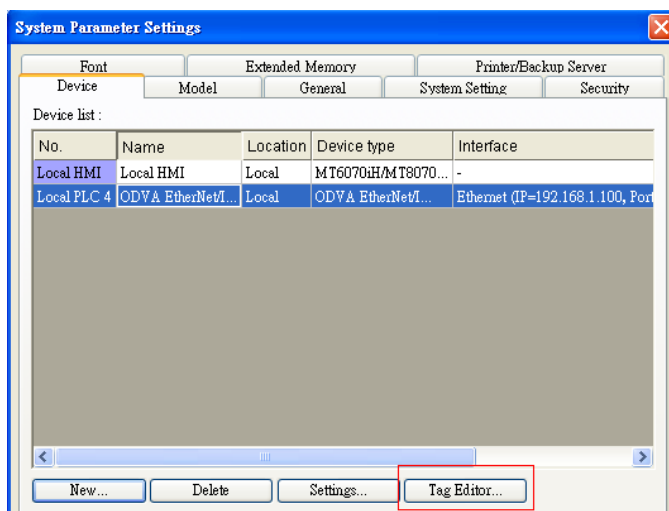 System Parameter Settings
Font Extended Memory Printer/Backup Server
Device Model General System Setting Security
Device list :
No. Name Location Device type Interface
Local HMI Local HMI Local MT6070iH/MT8070... -
Local PLC 4 ODVA EtherNet/I... Local ODVA EtherNet/I... Ethernet (IP=192.168.1.100, Port
New... Delete Settings... Tag Editor...